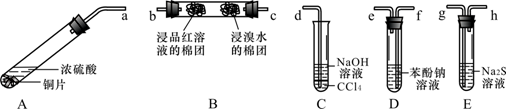 a b c d e f g h
浓硫酸
铜片
浸品红溶
液的棉团
浸溴水
的棉团
NaOH
溶液
CCl4
苯酚钠
溶液
Na2S
溶液
A B C D E